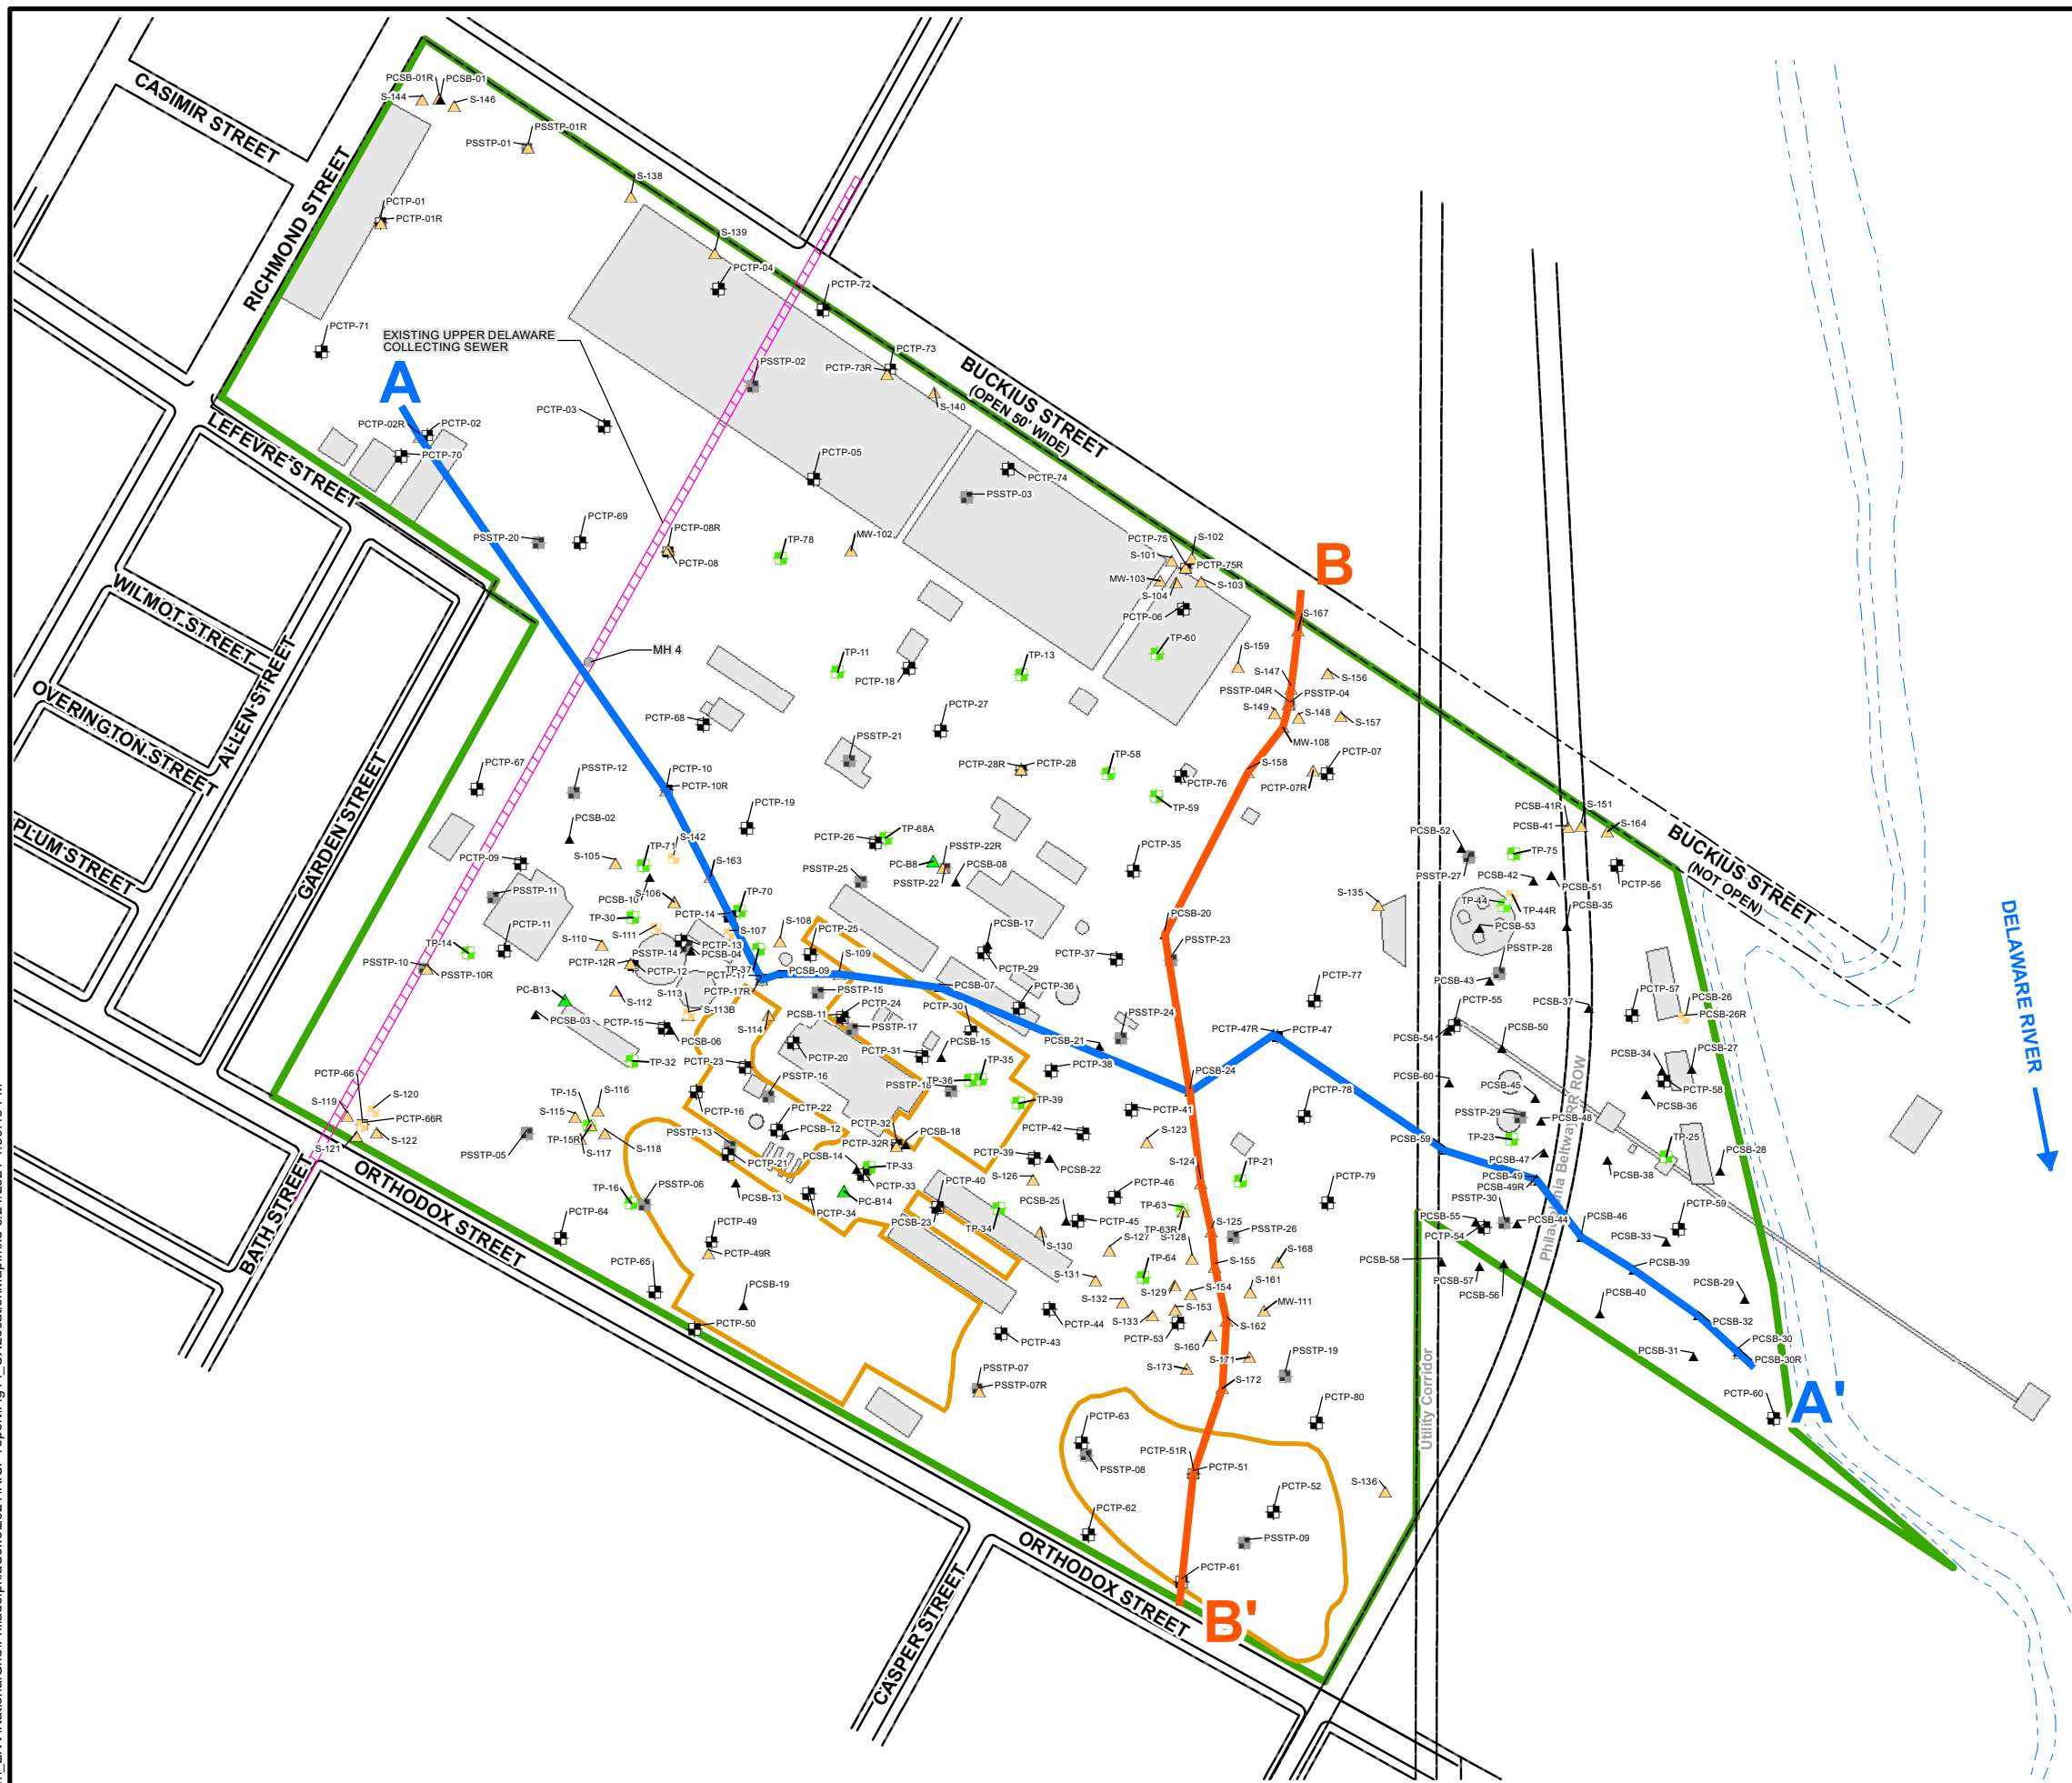 PCSB-01R
PCSB-01
S-144
S-146
CASIMIR STREET
PSSTP-01R
PSSTP-01
S-138
RICHMOND STREET
PCTP-01
PCTP-01R
S-139
PCTP-04
PCTP-72
PCTP-71
EXISTING UPPER DELAWARE
COLLECTING SEWER
PCTP-73
PSSTP-02
PCTP-73R
BUCKIUS STREET
(OPEN 50' WIDE)
A
S-140
PCTP-03
PCTP-02R
PCTP-02
PCTP-70
LEFEVRE STREET
PCTP-05
PCTP-74
PSSTP-03
PCTP-69
PSSTP-20
PCTP-08R
PCTP-08
TP-78
MW-102
PCTP-75
S-102
S-101
PCTP-75R
MW-103
S-103
S-104
B
PCTP-06
S-167
WILMOT STREET
MH 4
TP-11
PCTP-18
TP-13
TP-60
S-159
S-147
S-156
PSSTP-04R
PSSTP-04
S-149
S-148
S-157
OVERINGTON STREET
ALLEN STREET
PCTP-68
PCTP-27
PSSTP-21
MW-108
PCTP-67
PSSTP-12
PCTP-10
PCTP-10R
PCTP-28R
PCTP-28
TP-58
PCTP-76
S-158
PCTP-07
PCTP-07R
TP-59
GARDEN STREET
PCSB-02
PCTP-19
PCTP-26
TP-68A
PCSB-41R
S-151
PCSB-41
S-164
PCSB-52
PLUM STREET
PCTP-09
S-105
TP-71
S-142
S-163
PC-B8
PSSTP-22R
PCSB-08
PSSTP-25
PSSTP-22
PCTP-35
PSSTP-27
TP-75
PCSB-42
PCSB-51
PCTP-56
BUCKIUS STREET
(NOT OPEN)
PSSTP-11
PCSB-10
S-106
TP-70
S-135
TP-44
TP-44R
PCSB-35
DELAWARE RIVER
TP-30
PCTP-14
PCSB-20
PCTP-11
S-111
S-107
S-108
PCTP-25
PCSB-17
PCSB-53
TP-14
S-110
PCTP-13
PSSTP-14
PCSB-04
PCTP-37
PSSTP-23
PSSTP-28
PSSTP-10
PSSTP-10R
PCTP-12R
PCTP-12
TP-37
PCTP-17
PCSB-09
S-109
PCTP-29
PCSB-43
PC-B13
S-112
S-113
PCTP-17R
PSSTP-15
PCSB-07
PCTP-36
PCTP-77
PCSB-37
PCTP-57
PCSB-26
PCSB-26R
PCSB-03
S-113B
PCTP-24
PCTP-30
PCTP-15
S-114
PCSB-11
PSSTP-17
PSSTP-24
PCTP-47R
PCTP-47
PCTP-55
PCSB-54
PCSB-50
PCSB-06
PCTP-20
PCTP-31
PCSB-15
PCSB-21
PCSB-34
PCSB-27
TP-32
PCTP-23
TP-35
PCTP-38
PCSB-24
PCTP-66
PSSTP-16
PSSTP-18
TP-36
PCSB-60
PCSB-45
PCTP-58
S-120
TP-15
S-116
TP-39
PCTP-78
PCSB-36
S-119
S-115
PCTP-16
PCTP-22
PCTP-41
PSSTP-29
PCSB-48
PCTP-66R
PCTP-32
PCSB-18
PCTP-42
TP-23
S-121
S-122
TP-15R
S-118
PSSTP-13
PCSB-12
PCTP-32R
S-123
PCSB-59
TP-25
PSSTP-05
S-117
PCTP-21
PCSB-14
TP-33
PCTP-39
PCSB-22
PCSB-47
PCSB-38
PCSB-28
PCTP-33
S-126
S-124
TP-21
PCSB-49
PCSB-49R
TP-16
PSSTP-06
PCSB-13
PC-B14
PCTP-40
PCTP-46
PCTP-79
PSSTP-30
PCTP-59
ORTHODOX STREET
PCTP-34
PCSB-25
TP-63
PCSB-55
PCSB-44
PCSB-46
PCTP-64
PCTP-49
PCSB-23
TP-34
PCTP-45
TP-63R
S-125
PSSTP-26
PCTP-54
PCSB-33
BATH STREET
PCTP-49R
S-130
S-127
S-128
S-155
S-168
PCSB-58
Philadelphia Beltway RR ROW
PCTP-65
S-131
TP-64
PCSB-57
PCSB-39
PCSB-19
S-132
S-129
S-154
S-161
PCSB-56
PCSB-29
PCSB-40
S-133
S-153
MW-111
PCTP-50
PCTP-44
PCTP-53
S-162
PCSB-32
PCTP-43
S-160
PCSB-31
PCSB-30
PCSB-30R
PSSTP-07
PSSTP-07R
S-173
S-171
PSSTP-19
S-172
PCTP-60
A'
PCTP-80
Utility Corridor
PCTP-63
PCTP-51R
PCTP-51
PSSTP-08
PCTP-52
S-136
PCTP-62
PSSTP-09
ORTHODOX STREET
PCTP-61
CASPER STREET
B'